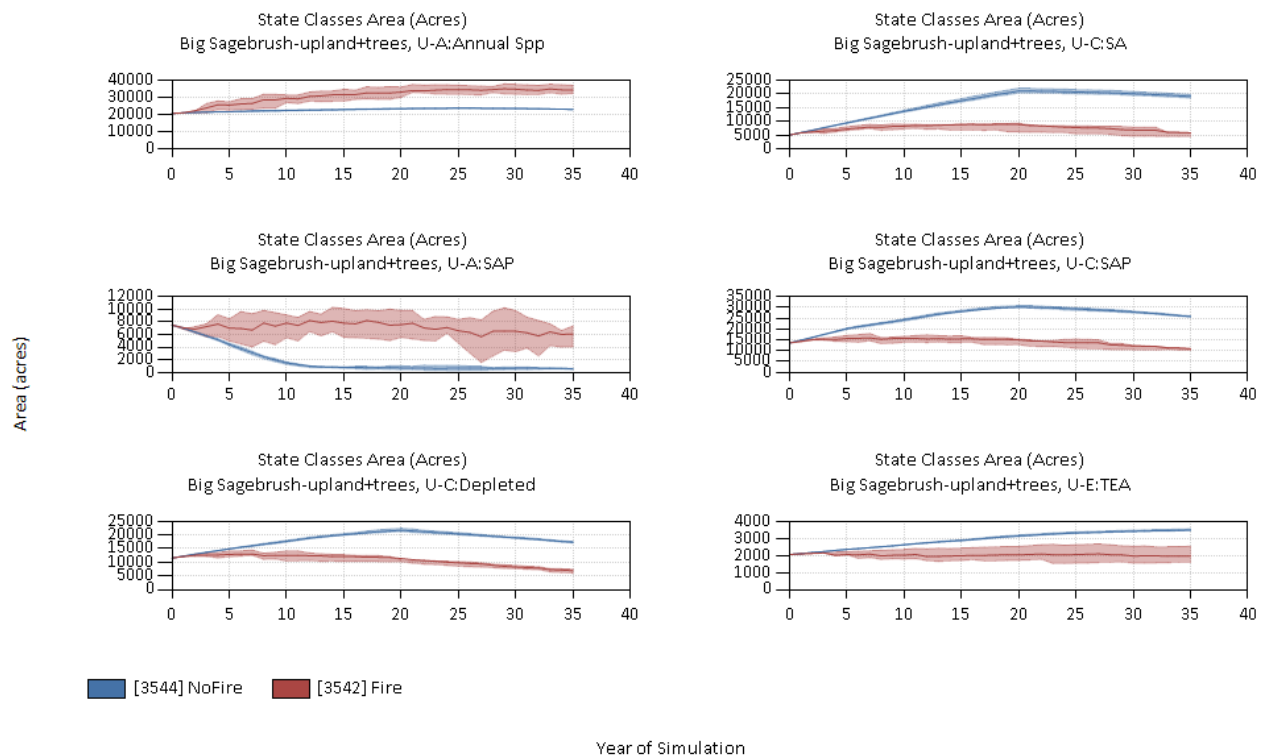 State Classes Area (Acres)
Big Sagebrush-upland+trees, U-A:Annual Spp
40000
30000
20000
10000
0
0 5 10 15 20 25 30 35 40
State Classes Area (Acres)
Big Sagebrush-upland+trees, U-C:SA
25000
20000
15000
10000
5000
0
0 5 10 15 20 25 30 35 40
State Classes Area (Acres)
Big Sagebrush-upland+trees, U-A:SAP
12000
10000
8000
6000
4000
2000
0
0 5 10 15 20 25 30 35 40
State Classes Area (Acres)
Big Sagebrush-upland+trees, U-C:SAP
35000
30000
25000
20000
15000
10000
5000
0
0 5 10 15 20 25 30 35 40
Area (acres)
State Classes Area (Acres)
Big Sagebrush-upland+trees, U-C:Depleted
25000
20000
15000
10000
5000
0
0 5 10 15 20 25 30 35 40
State Classes Area (Acres)
Big Sagebrush-upland+trees, U-E:TEA
4000
3000
2000
1000
0
0 5 10 15 20 25 30 35 40
[3544] NoFire [3542] Fire
Year of Simulation